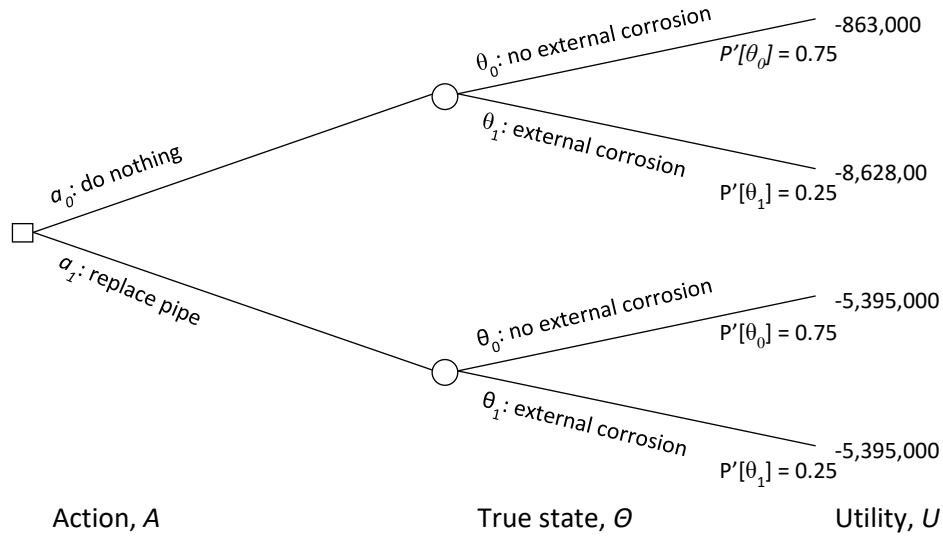 θ₀: no external corrosion
-863,000
P'[θ₀] = 0.75
θ₁: external corrosion
-8,628,00
P'[θ₁] = 0.25
a₀: do nothing
a₁: replace pipe
θ₀: no external corrosion
-5,395,000
P'[θ₀] = 0.75
θ₁: external corrosion
-5,395,000
P'[θ₁] = 0.25
Action, A
True state, Θ
Utility, U